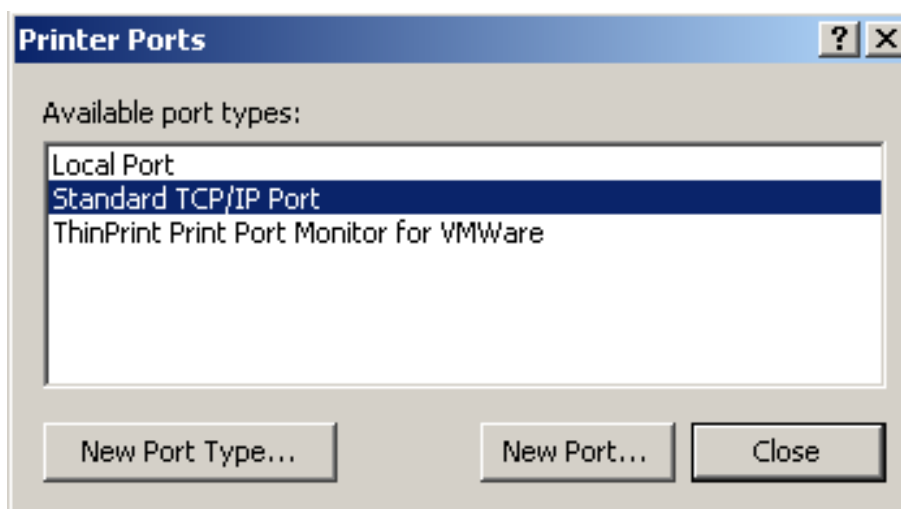 Printer Ports
Available port types:
Local Port
Standard TCP/IP Port
ThinPrint Print Port Monitor for VMWare
New Port Type... New Port... Close